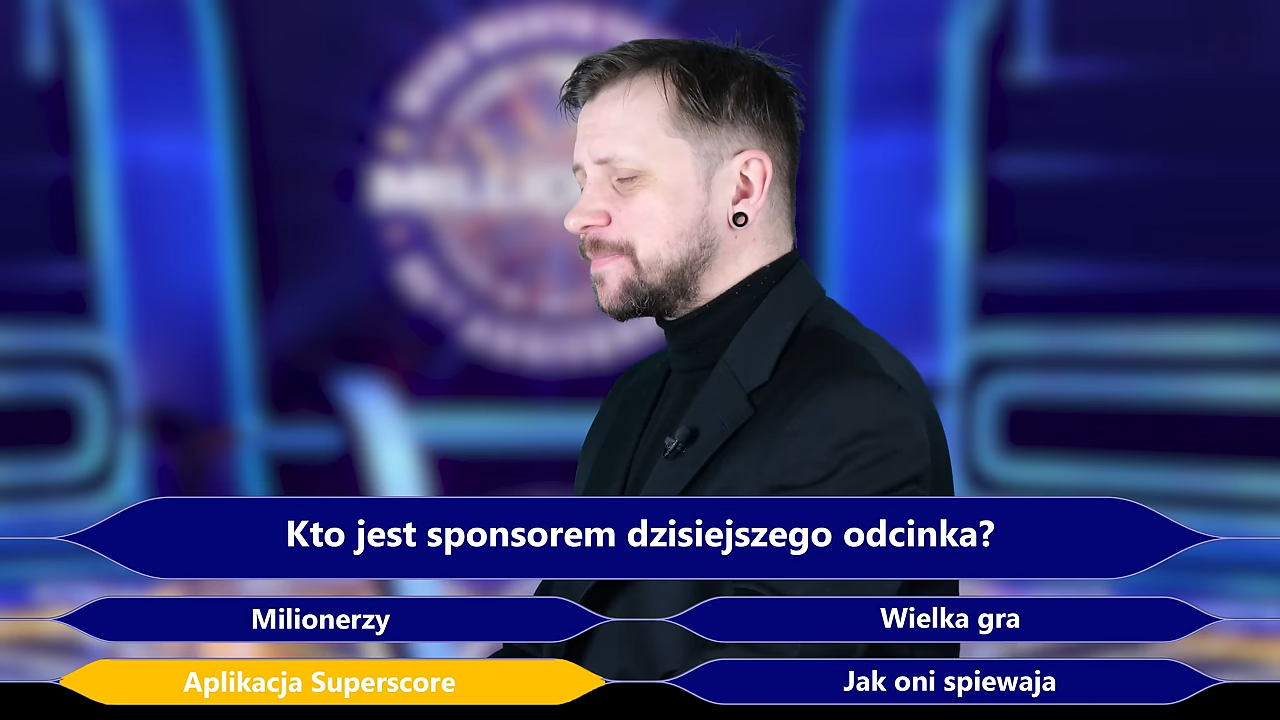 Kto jest sponsorem dzisiejszego odcinka?
Milionerzy
Wielka gra
Aplikacja Superscore
Jak oni spiewaja